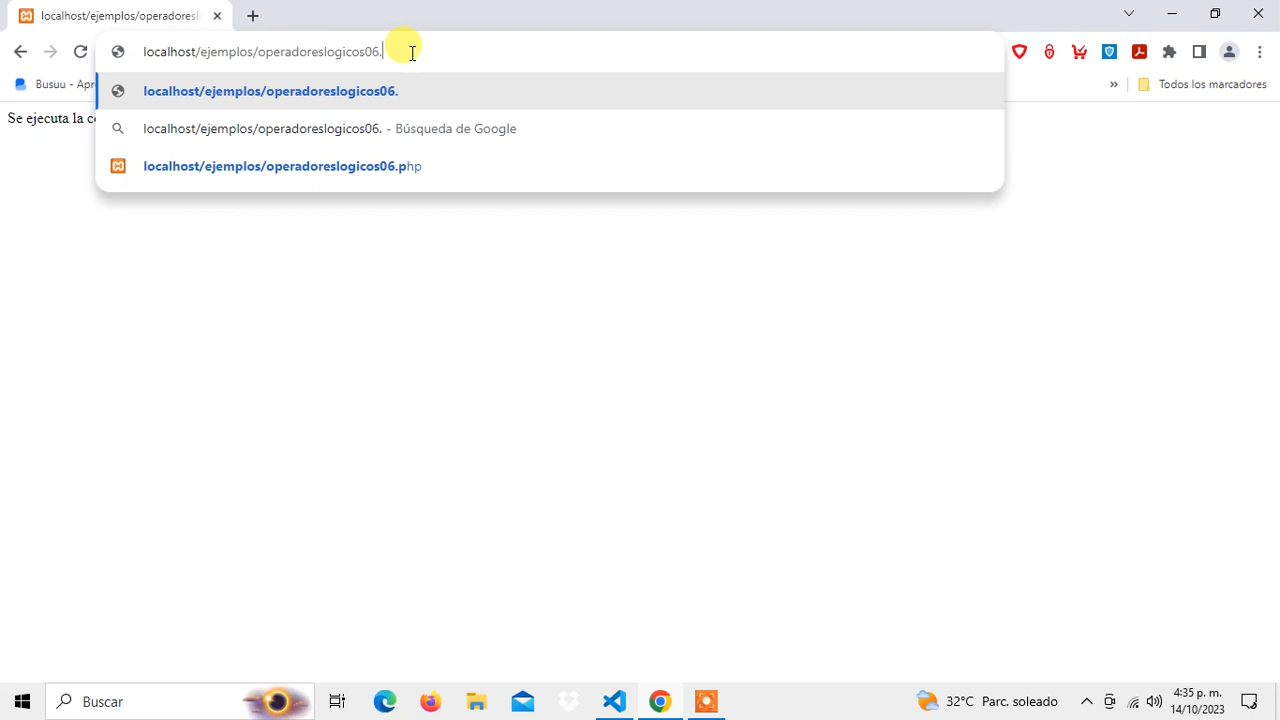 localhost/ejemplos/operadoresl
localhost/ejemplos/operadoreslogicos06.
Busuu - Apr
Todos los marcadores
localhost/ejemplos/operadoreslogicos06.
Se ejecuta la c
localhost/ejemplos/operadoreslogicos06. - Búsqueda de Google
localhost/ejemplos/operadoreslogicos06.php
Buscar
32°C Parc. soleado
4:35 p. m.
14/10/2023